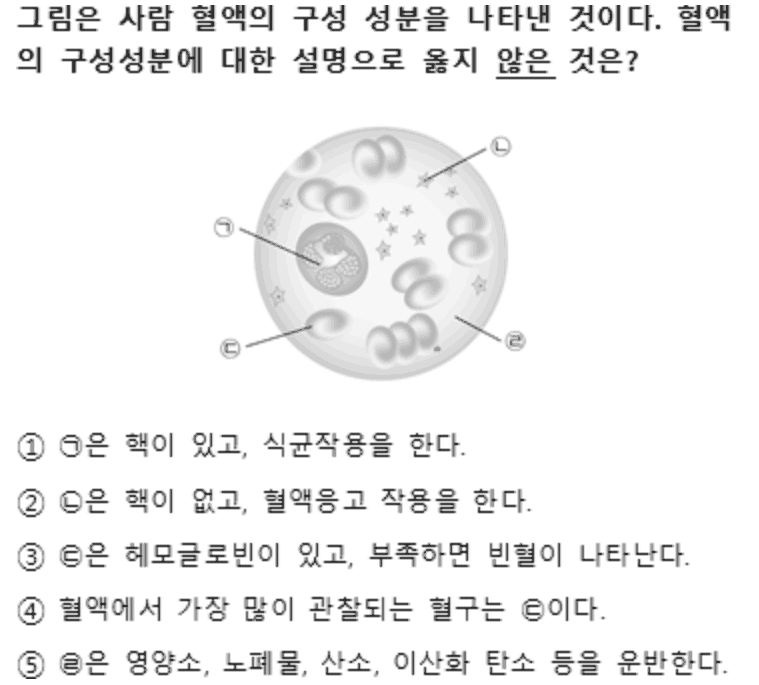 그림은 사람 혈액의 구성 성분을 나타낸 것이다. 혈액
의 구성성분에 대한 설명으로 옳지 않은 것은?
㉡
㉠
㉢
㉣
① ㉠은 핵이 있고, 식균작용을 한다.
② ㉡은 핵이 없고, 혈액응고 작용을 한다.
③ ㉢은 헤모글로빈이 있고, 부족하면 빈혈이 나타난다.
④ 혈액에서 가장 많이 관찰되는 혈구는 ㉢이다.
⑤ ㉣은 영양소, 노폐물, 산소, 이산화 탄소 등을 운반한다.